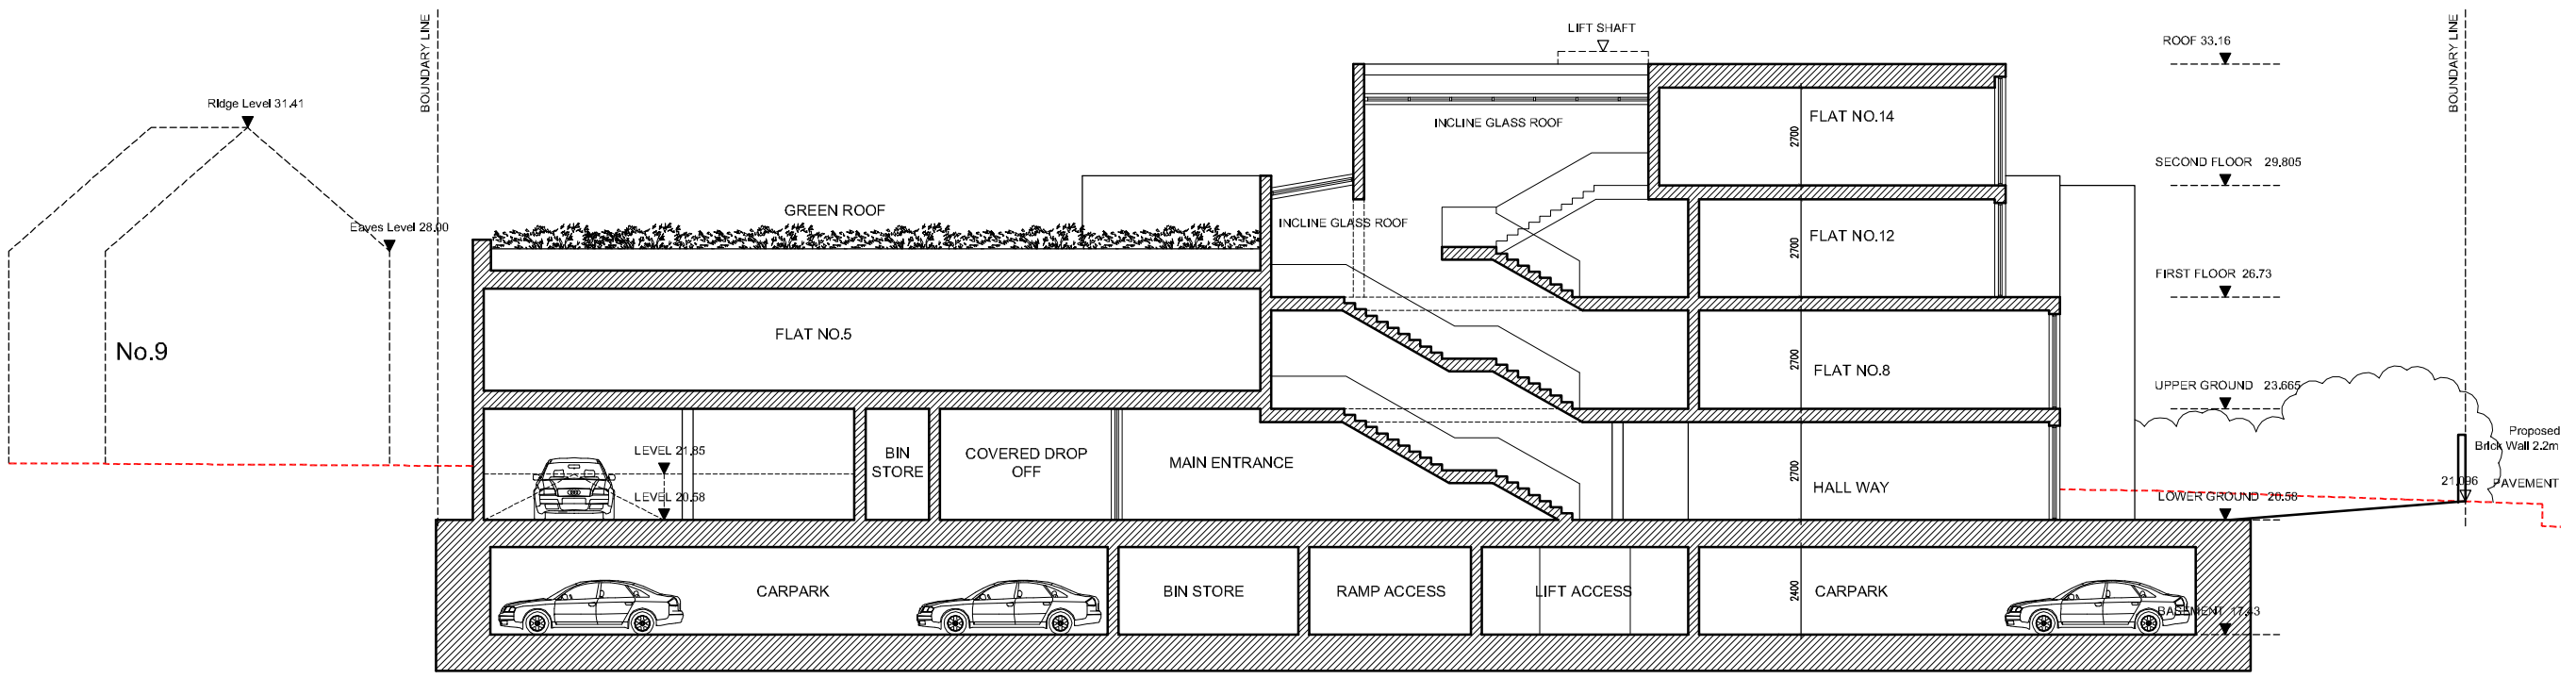 LIFT SHAFT
ROOF 33.16
BOUNDARY LINE
BOUNDARY LINE
Ridge Level 31.41
FLAT NO.14
INCLINE GLASS ROOF
2700
SECOND FLOOR 29.805
GREEN ROOF
INCLINE GLASS ROOF
Eaves Level 28.00
FLAT NO.12
2700
FIRST FLOOR 26.73
FLAT NO.5
No.9
2700
FLAT NO.8
UPPER GROUND 23.665
Proposed
Brick Wall 2.2m
LEVEL 21.85
BIN
STORE
COVERED DROP
OFF
MAIN ENTRANCE
2700
HALL WAY
21.096
PAVEMENT
LEVEL 20.58
LOWER GROUND 20.58
CARPARK
BIN STORE
RAMP ACCESS
LIFT ACCESS
2400
CARPARK
BASEMENT 17.43